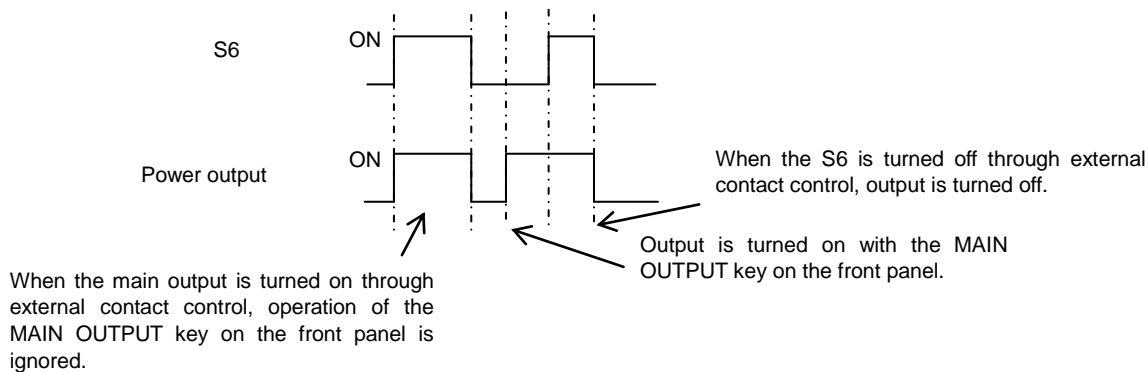 S6
ON
Power output
ON
When the S6 is turned off through external
contact control, output is turned off.
Output is turned on with the MAIN
OUTPUT key on the front panel.
When the main output is turned on through
external contact control, operation of the
MAIN OUTPUT key on the front panel is
ignored.